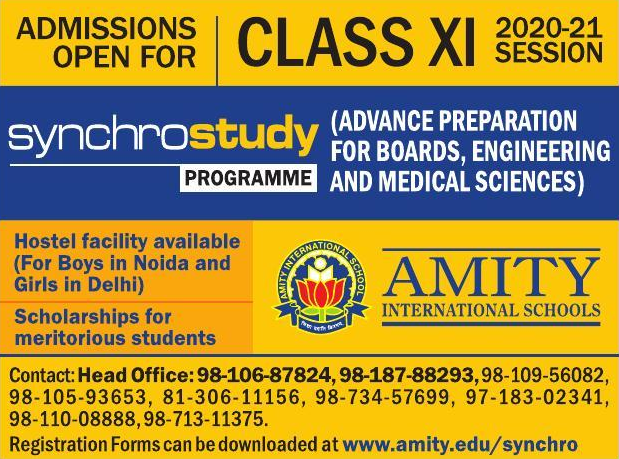 ADMISSIONS
OPEN FOR
CLASS XI
2020-21
SESSION
synchrostudy
PROGRAMME
(ADVANCE PREPARATION
FOR BOARDS, ENGINEERING
AND MEDICAL SCIENCES)
Hostel facility available
(For Boys in Noida and
Girls in Delhi)
Scholarships for
meritorious students
AMITY INTERNATIONAL SCHOOL
AMITY
INTERNATIONAL SCHOOLS
Contact: Head Office: 98-106-87824, 98-187-88293, 98-109-56082,
98-105-93653, 81-306-11156, 98-734-57699, 97-183-02341,
98-110-08888, 98-713-11375.
Registration Forms can be downloaded at www.amity.edu/synchro